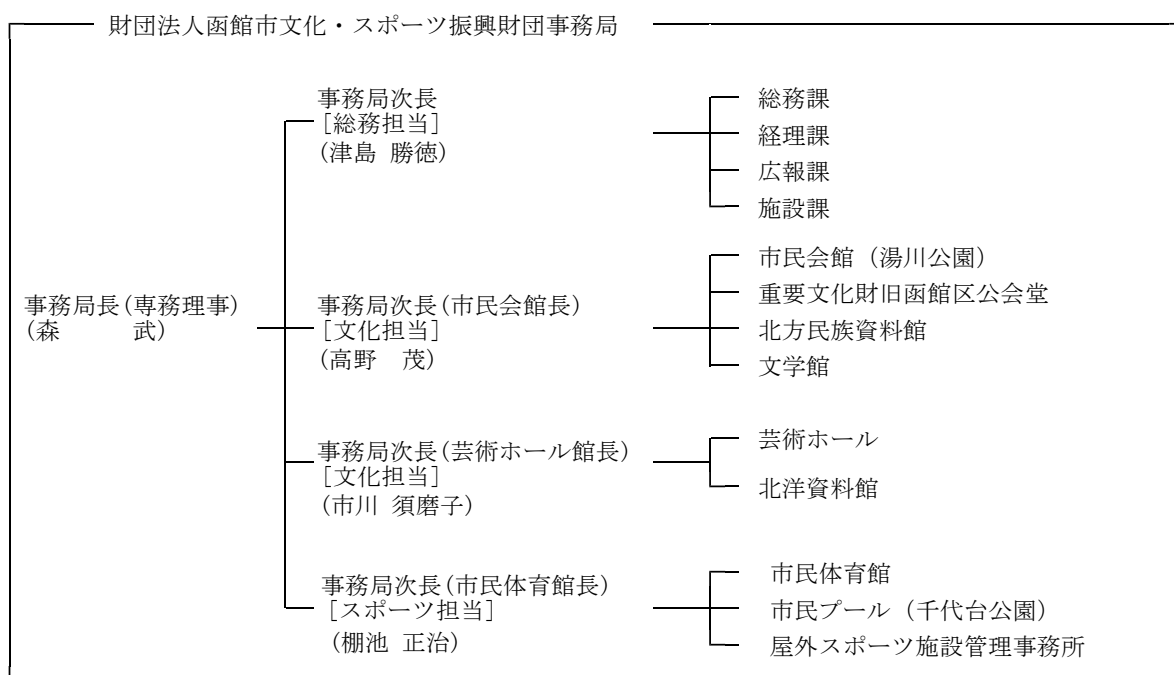 財団法人函館市文化・スポーツ振興財団事務局
事務局長(専務理事)
(森　　　武)
事務局次長
[総務担当]
(津島 勝徳)
総務課
経理課
広報課
施設課
事務局次長(市民会館長)
[文化担当]
(高野　茂)
市民会館（湯川公園）
重要文化財旧函館区公会堂
北方民族資料館
文学館
事務局次長(芸術ホール館長)
[文化担当]
(市川 須磨子)
芸術ホール
北洋資料館
事務局次長(市民体育館長)
[スポーツ担当]
(棚池 正治)
市民体育館
市民プール（千代台公園）
屋外スポーツ施設管理事務所